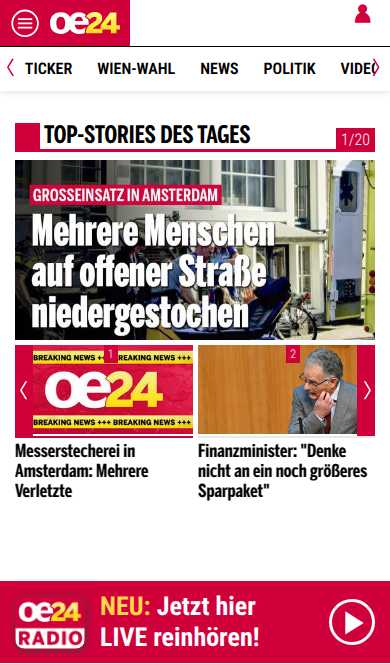 oe24
TICKER WIEN-WAHL NEWS POLITIK VIDEO
TOP-STORIES DES TAGES
1/20
GROSSEINSATZ IN AMSTERDAM
Mehrere Menschen
auf offener Straße
niedergestochen
BREAKING NEWS +++ BREAKING NEWS +++
1
oe24
BREAKING NEWS +++ BREAKING NEWS +++
2
Messerstecherei in
Amsterdam: Mehrere
Verletzte
Finanzminister: "Denke
nicht an ein noch größeres
Sparpaket"
oe24
RADIO
NEU: Jetzt hier
LIVE reinhören!